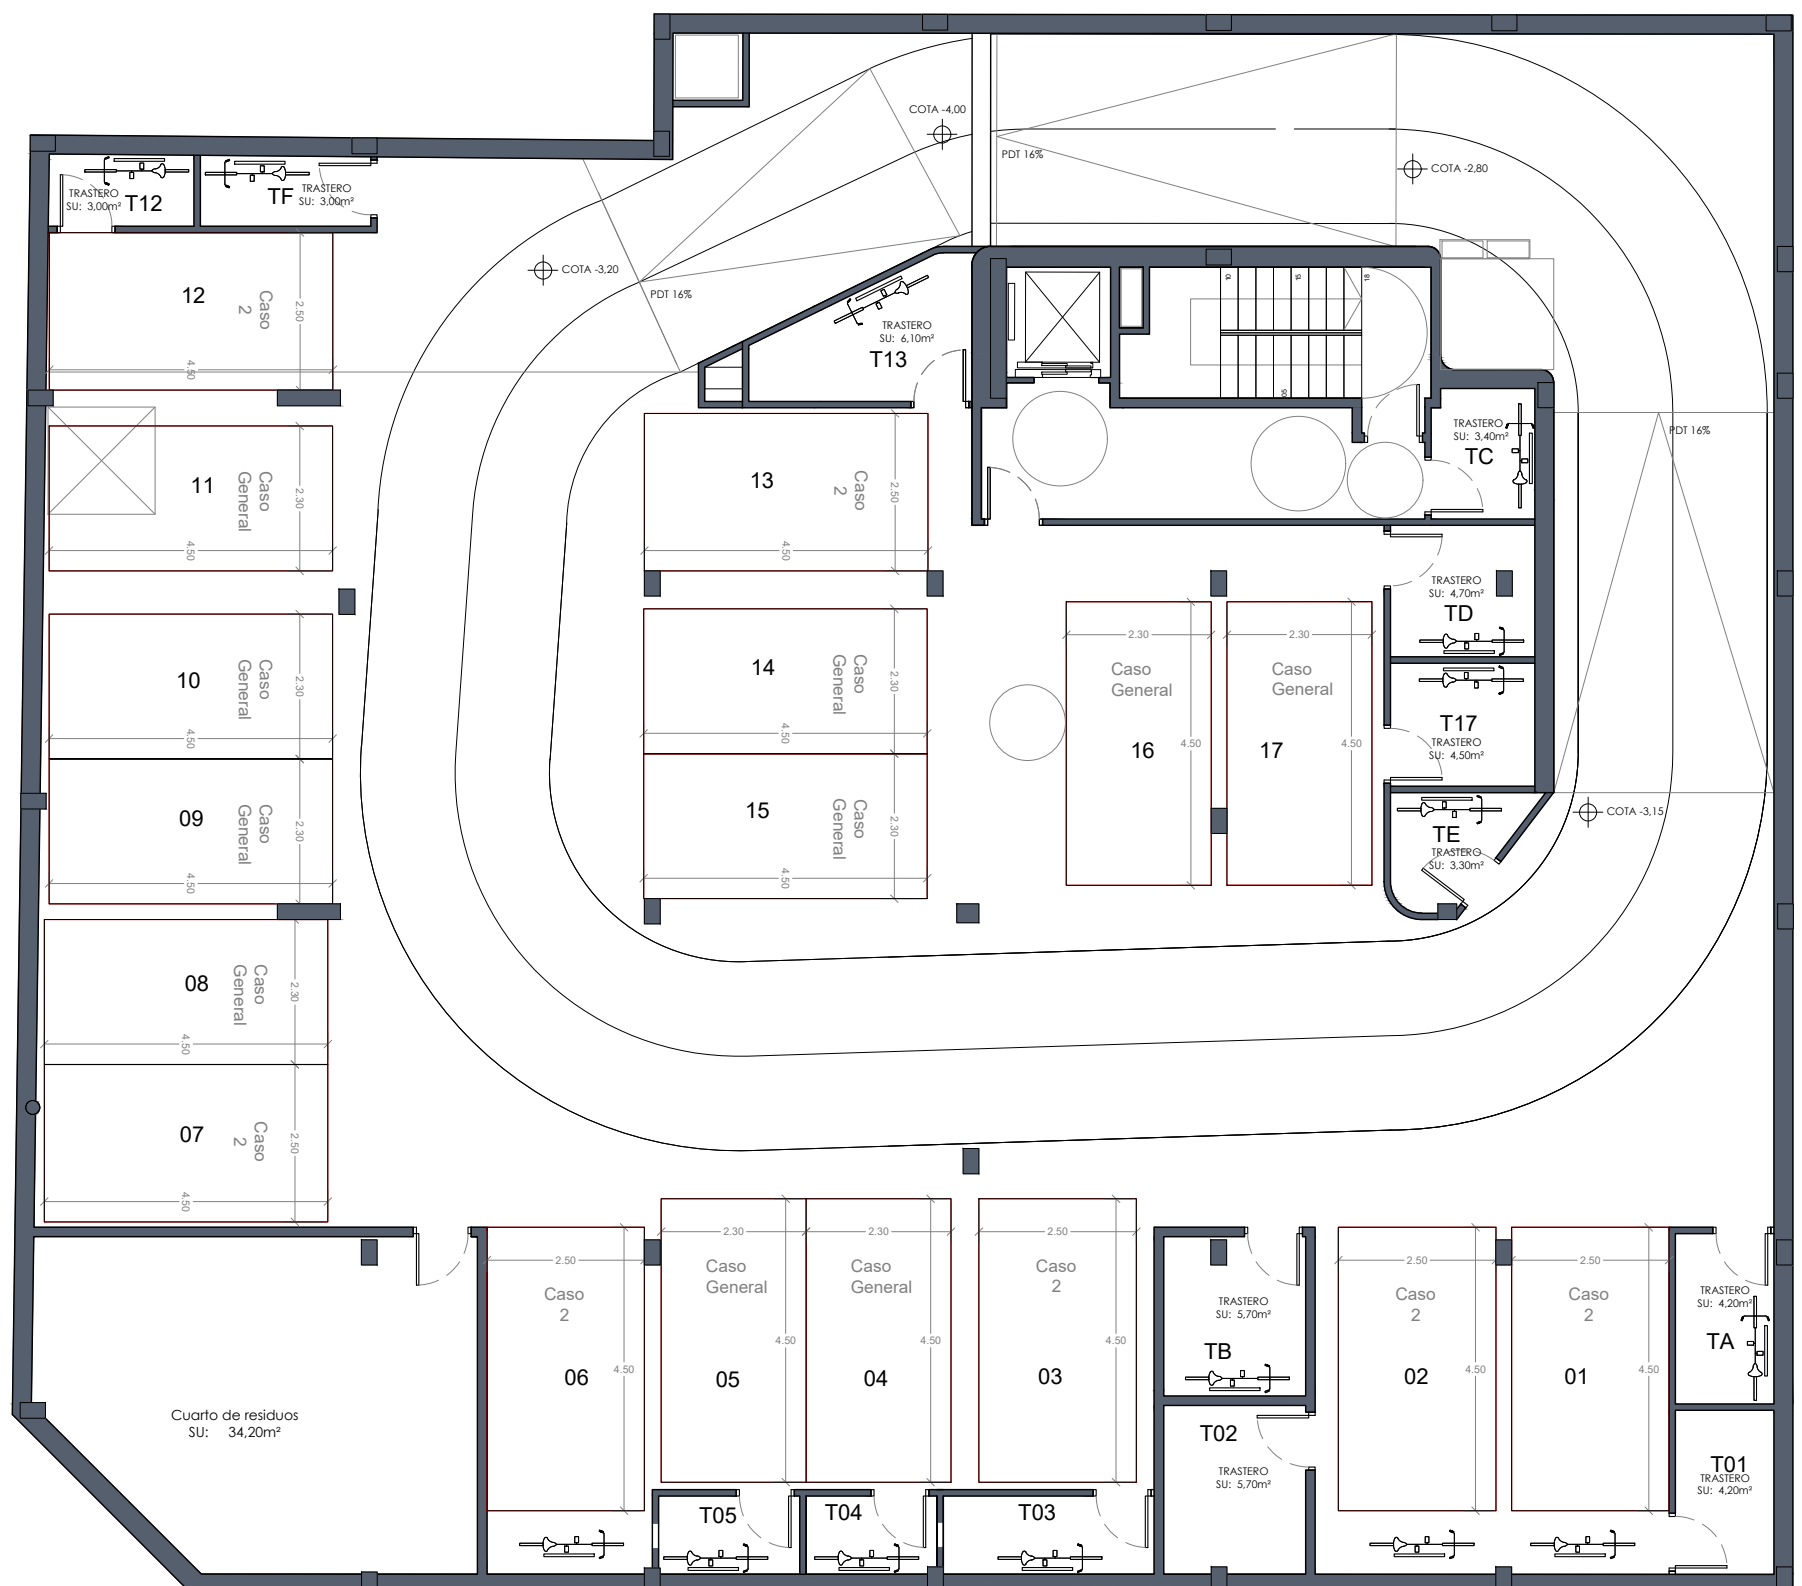 COTA -4,00
PDT 16%
COTA -2,80
TRASTERO
SU: 3,00m²
T12
TF
TRASTERO
SU: 3,00m²
COTA -3,20
PDT 16%
10
15
18
05
12
Caso
2
2.50
4.50
TRASTERO
SU: 6,10m²
T13
TRASTERO
SU: 3,40m²
TC
PDT 16%
11
Caso
General
2.30
4.50
13
Caso
2
2.50
4.50
TRASTERO
SU: 4,70m²
TD
10
Caso
General
2.30
4.50
14
Caso
General
2.30
4.50
2.30
Caso
General
16
4.50
2.30
Caso
General
17
4.50
T17
TRASTERO
SU: 4,50m²
09
Caso
General
2.30
4.50
15
Caso
General
2.30
4.50
TE
TRASTERO
SU: 3,30m²
COTA -3,15
08
Caso
General
2.30
4.50
07
Caso
2
2.50
4.50
2.50
Caso
2
06
4.50
2.30
Caso
General
05
4.50
2.30
Caso
General
04
4.50
2.50
Caso
2
03
4.50
TRASTERO
SU: 5,70m²
TB
2.50
Caso
2
02
4.50
2.50
Caso
2
01
4.50
TRASTERO
SU: 4,20m²
TA
Cuarto de residuos
SU: 34,20m²
T02
TRASTERO
SU: 5,70m²
T01
TRASTERO
SU: 4,20m²
T05
T04
T03